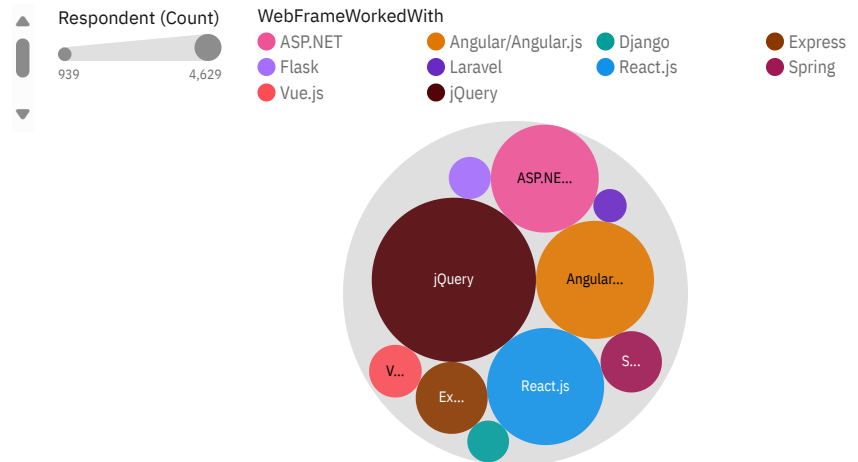 Respondent (Count)
939
4,629
WebFrameWorkedWith
ASP.NET
Angular/Angular.js
Django
Express
Flask
Laravel
React.js
Spring
Vue.js
jQuery
ASP.NE...
jQuery
Angular...
S...
V...
React.js
Ex...